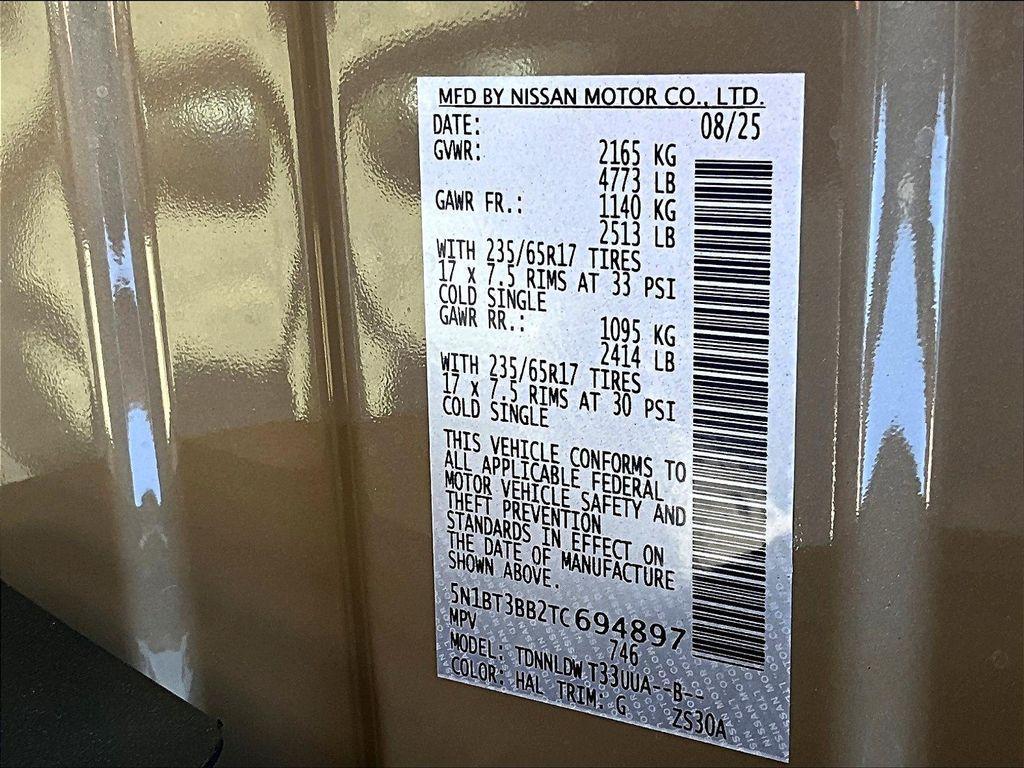 MFD BY NISSAN MOTOR CO., LTD.
DATE: 08/25
GVWR: 2165 KG
4773 LB
GAWR FR.: 1140 KG
2513 LB
WITH 235/65R17 TIRES
17 x 7.5 RIMS AT 33 PSI
COLD SINGLE
GAWR RR.: 1095 KG
2414 LB
WITH 235/65R17 TIRES
17 x 7.5 RIMS AT 30 PSI
COLD SINGLE
THIS VEHICLE CONFORMS TO
ALL APPLICABLE FEDERAL
MOTOR VEHICLE SAFETY AND
THEFT PREVENTION
STANDARDS IN EFFECT ON
THE DATE OF MANUFACTURE
SHOWN ABOVE.
5N1BT3BB2TC694897
MPV 746
MODEL: TDNNLDW T33UUA--B--
COLOR: HAL TRIM: G ZS30A